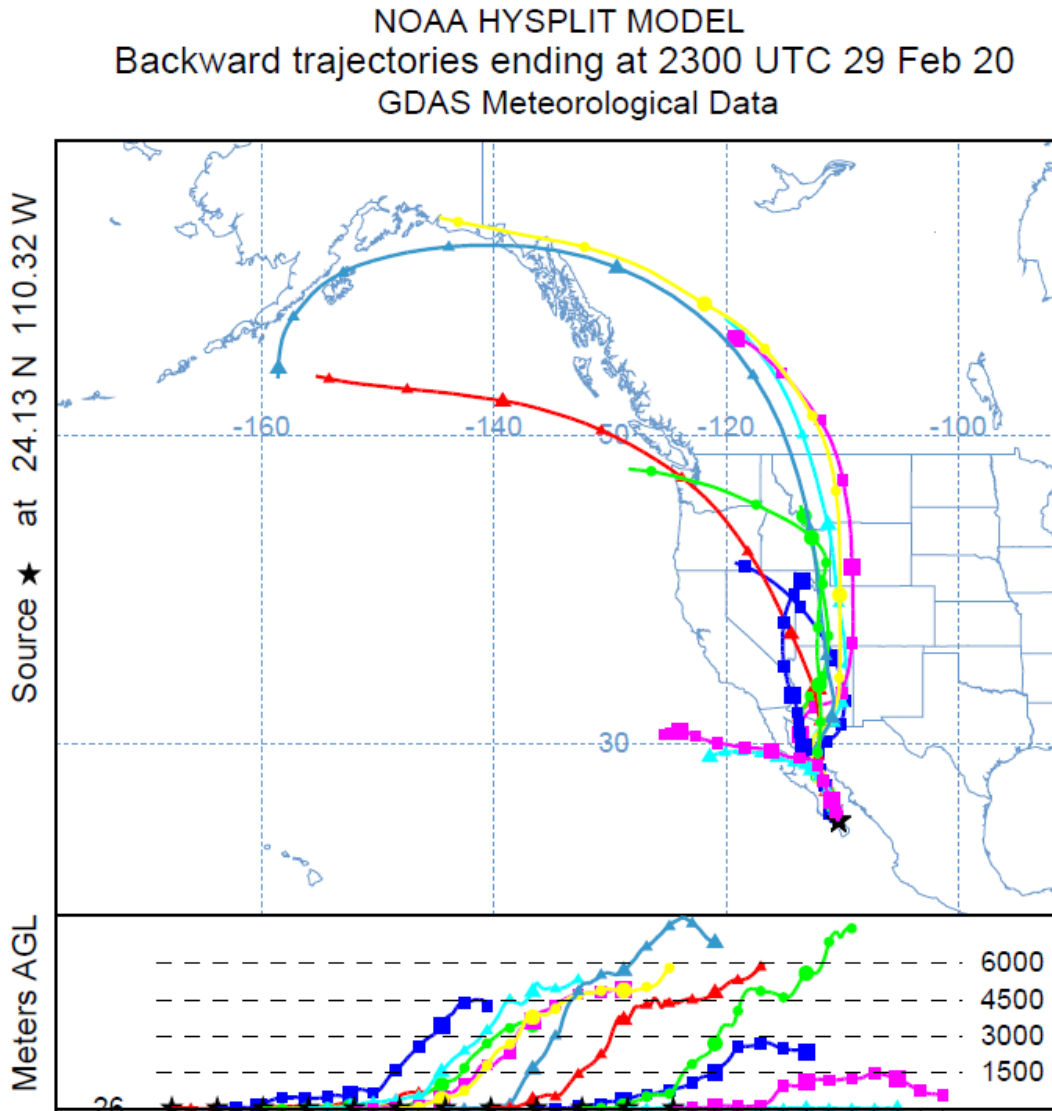 NOAA HYSPLIT MODEL
Backward trajectories ending at 2300 UTC 29 Feb 20
GDAS Meteorological Data
Source ★ at 24.13 N 110.32 W
-160
-140
50
-120
-100
30
Meters AGL
6000
4500
3000
1500
26